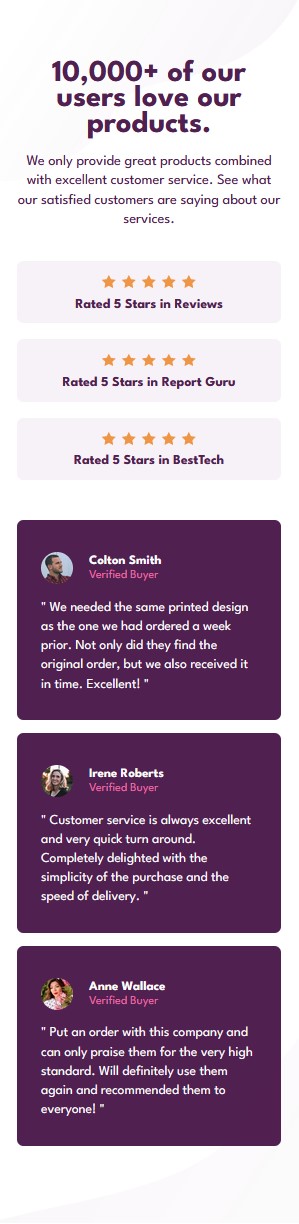 10,000+ of our
users love our
products.
We only provide great products combined
with excellent customer service. See what
our satisfied customers are saying about our
services.
Rated 5 Stars in Reviews
Rated 5 Stars in Report Guru
Rated 5 Stars in BestTech
Colton Smith
Verified Buyer
" We needed the same printed design
as the one we had ordered a week
prior. Not only did they find the
original order, but we also received it
in time. Excellent! "
Irene Roberts
Verified Buyer
" Customer service is always excellent
and very quick turn around.
Completely delighted with the
simplicity of the purchase and the
speed of delivery. "
Anne Wallace
Verified Buyer
" Put an order with this company and
can only praise them for the very high
standard. Will definitely use them
again and recommended them to
everyone! "